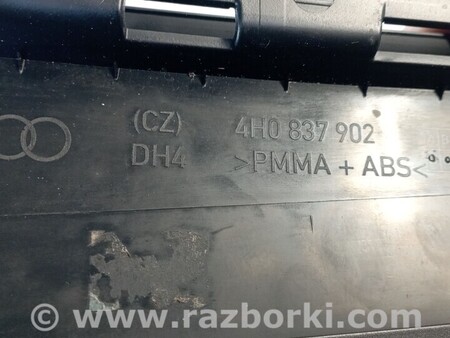 (CZ) 4H0 837 902
DH4 >PMMA + ABS<
© www.razborki.com